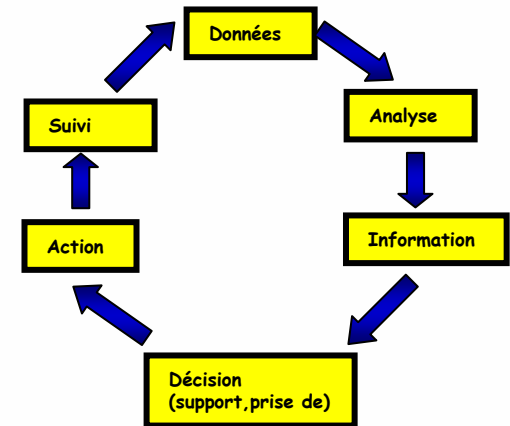 Données
Analyse
Information
Décision
(support,prise de)
Action
Suivi